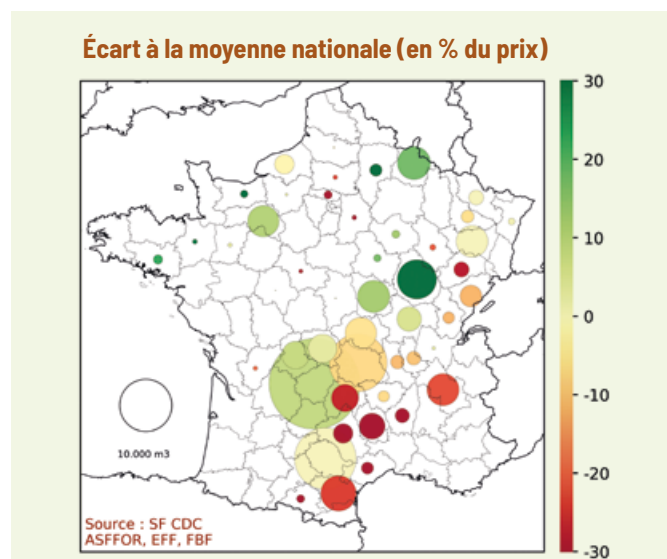 Écart à la moyenne nationale (en % du prix)
30
20
10
0
-10
-20
-30
10.000 m3
Source : SF CDC
ASFFOR, EFF, FBF